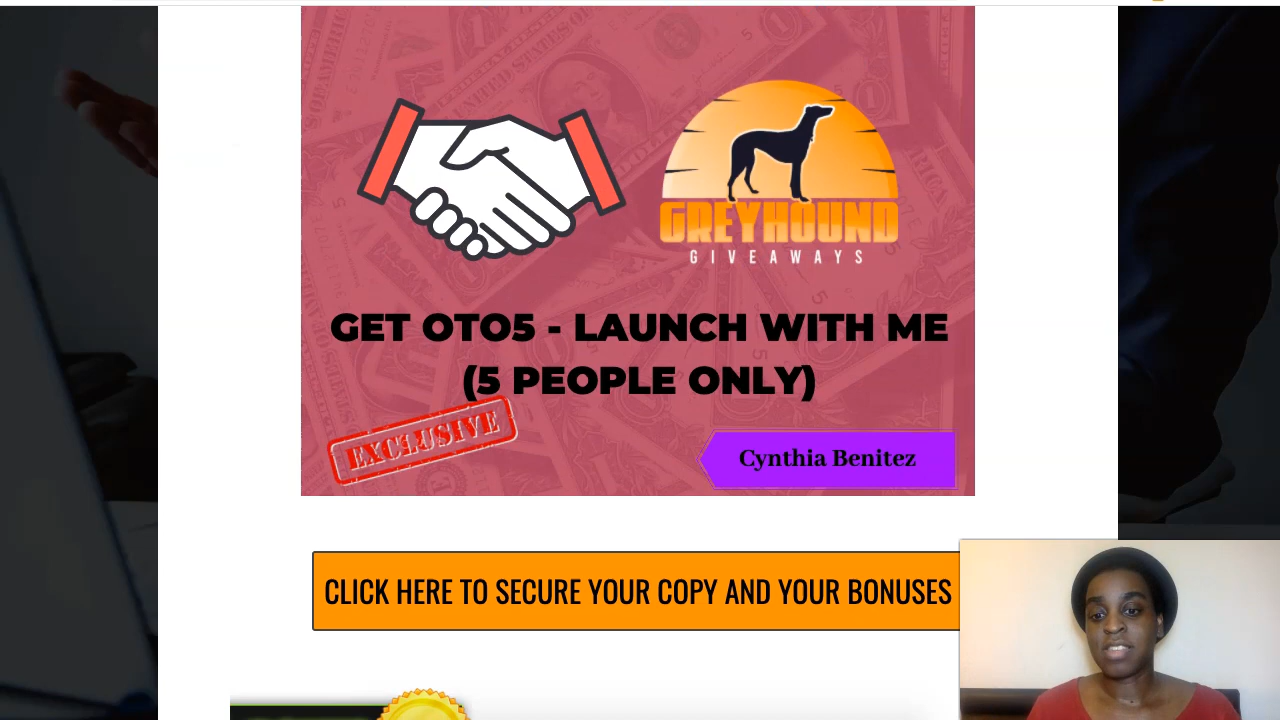 GREYHOUND
GIVEAWAYS
GET OTO5 - LAUNCH WITH ME
(5 PEOPLE ONLY)
EXCLUSIVE
Cynthia Benitez
CLICK HERE TO SECURE YOUR COPY AND YOUR BONUSES